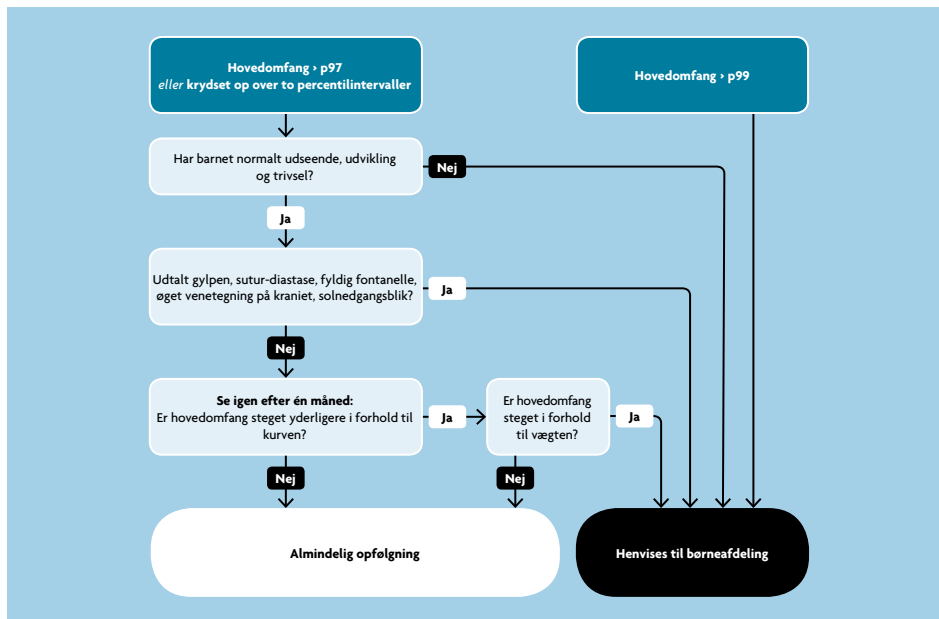 Hovedomfang › p97
eller krydset op over to percentilintervaller
Hovedomfang › p99
Har barnet normalt udseende, udvikling
og trivsel?
Nej
Ja
Udtalt gylpen, sutur-diastase, fyldig fontanelle,
øget venetegning på kraniet, solnedgangsblik?
Ja
Nej
Se igen efter én måned:
Er hovedomfang steget yderligere i forhold til
kurven?
Ja
Er hovedomfang
steget i forhold
til vægten?
Ja
Nej
Nej
Almindelig opfølgning
Henvises til børneafdeling